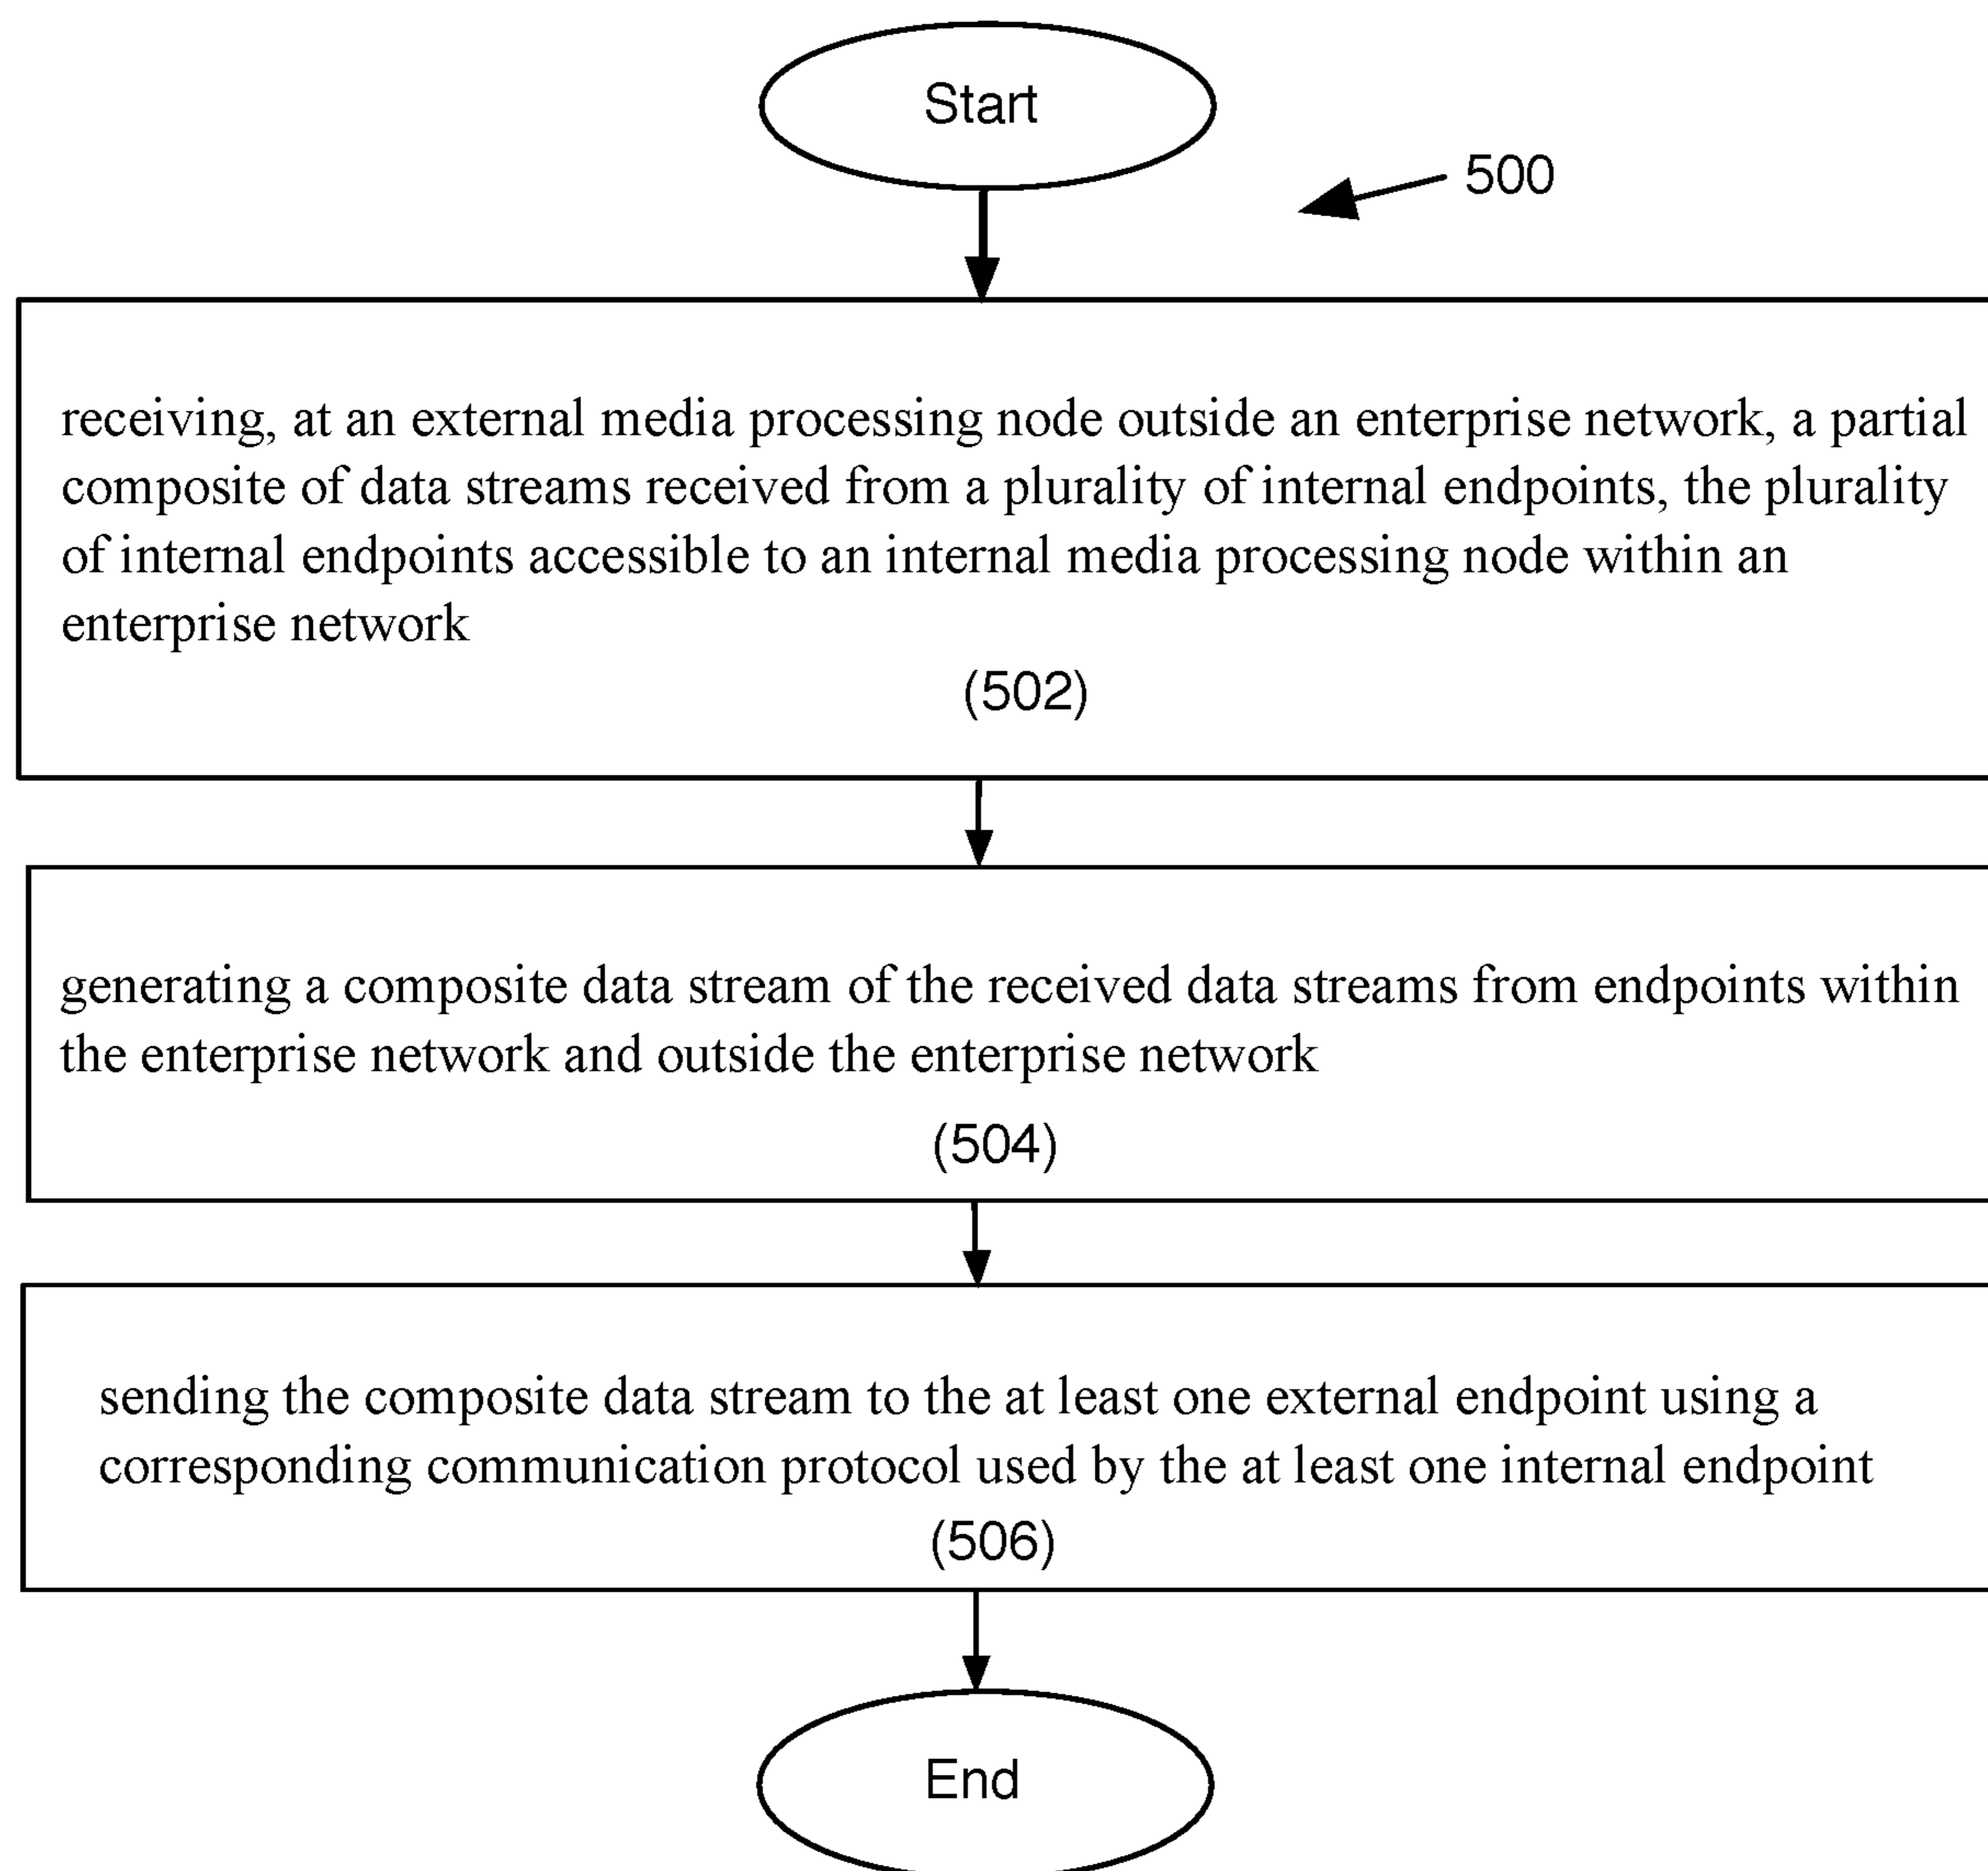 Start
500
receiving, at an external media processing node outside an enterprise network, a partial
composite of data streams received from a plurality of internal endpoints, the plurality
of internal endpoints accessible to an internal media processing node within an
enterprise network
(502)
generating a composite data stream of the received data streams from endpoints within
the enterprise network and outside the enterprise network
(504)
sending the composite data stream to the at least one external endpoint using a
corresponding communication protocol used by the at least one internal endpoint
(506)
End